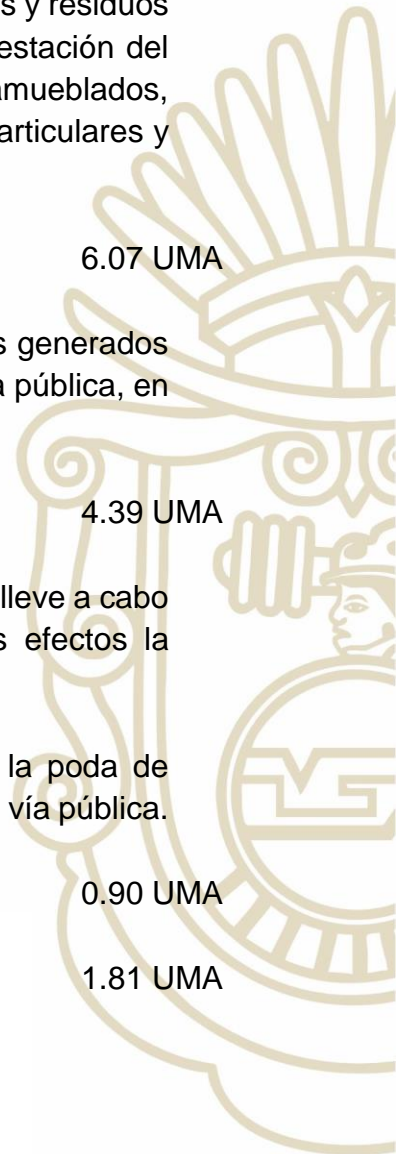 s y residuos
estación del
amueblados,
articulares y
6.07 UMA
s generados
a pública, en
4.39 UMA
lleve a cabo
s efectos la
la poda de
vía pública.
0.90 UMA
1.81 UMA